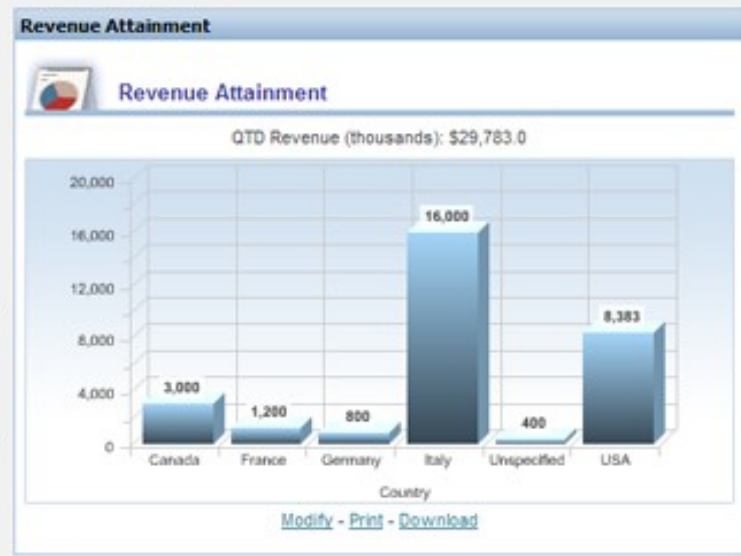 Revenue Attainment
Revenue Attainment
QTD Revenue (thousands): $29,783.0
20,000
16,000
12,000
8,000
4,000
0
3,000
1,200
800
16,000
400
8,383
Canada France Germany Italy Unspecified USA
Country
Modify - Print - Download